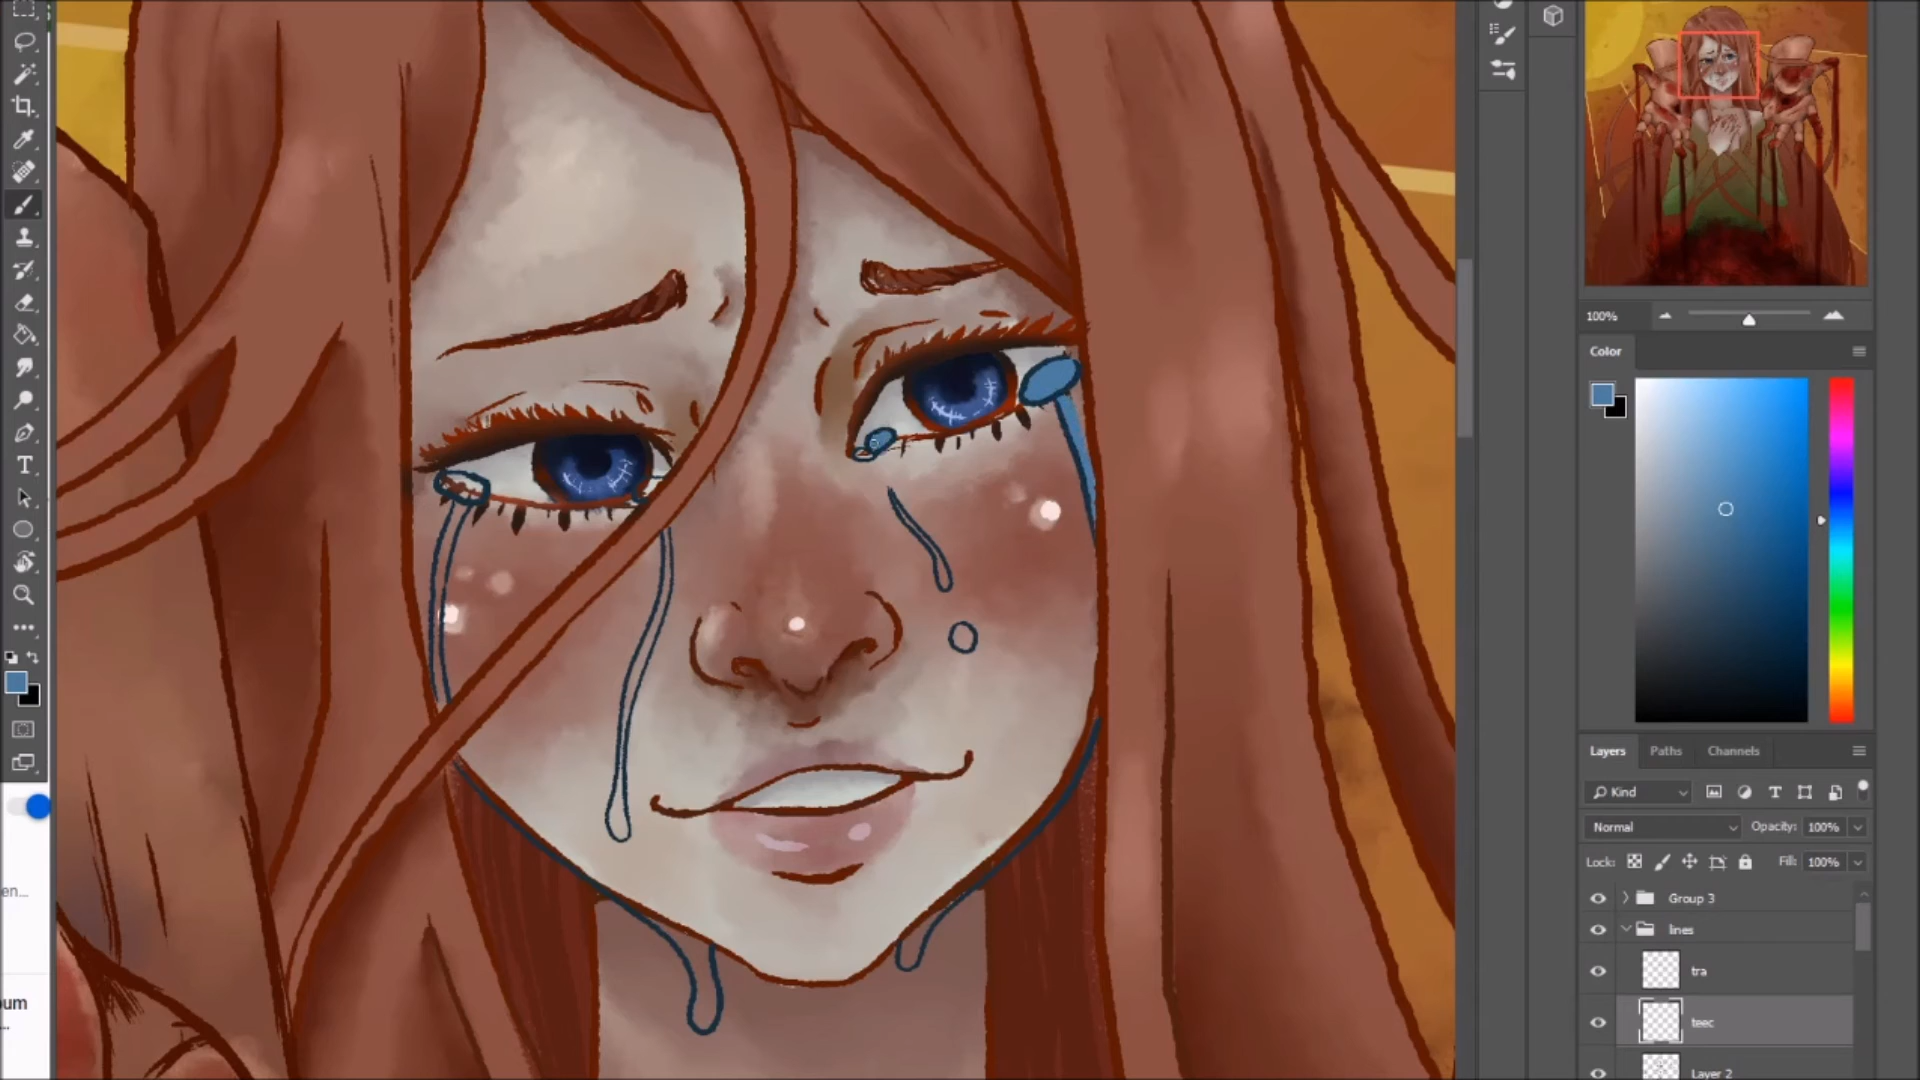 100%
Color
Layers Paths Channels
Kind
Normal Opacity: 100%
Lock: Fill: 100%
Group 3
lines
tra
teec
Layer 2
en...
bum
...
T